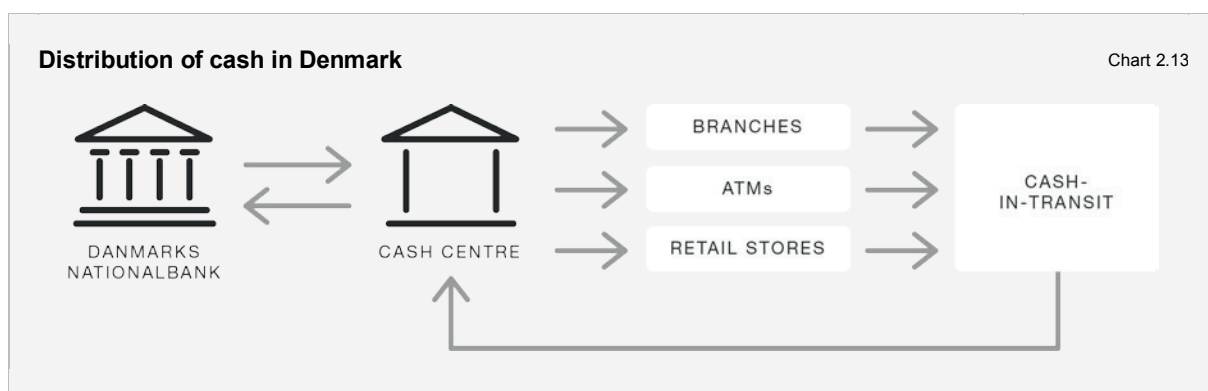 Distribution of cash in Denmark
Chart 2.13
DANMARKS
NATIONALBANK
CASH CENTRE
BRANCHES
ATMs
RETAIL STORES
CASH-
IN-TRANSIT